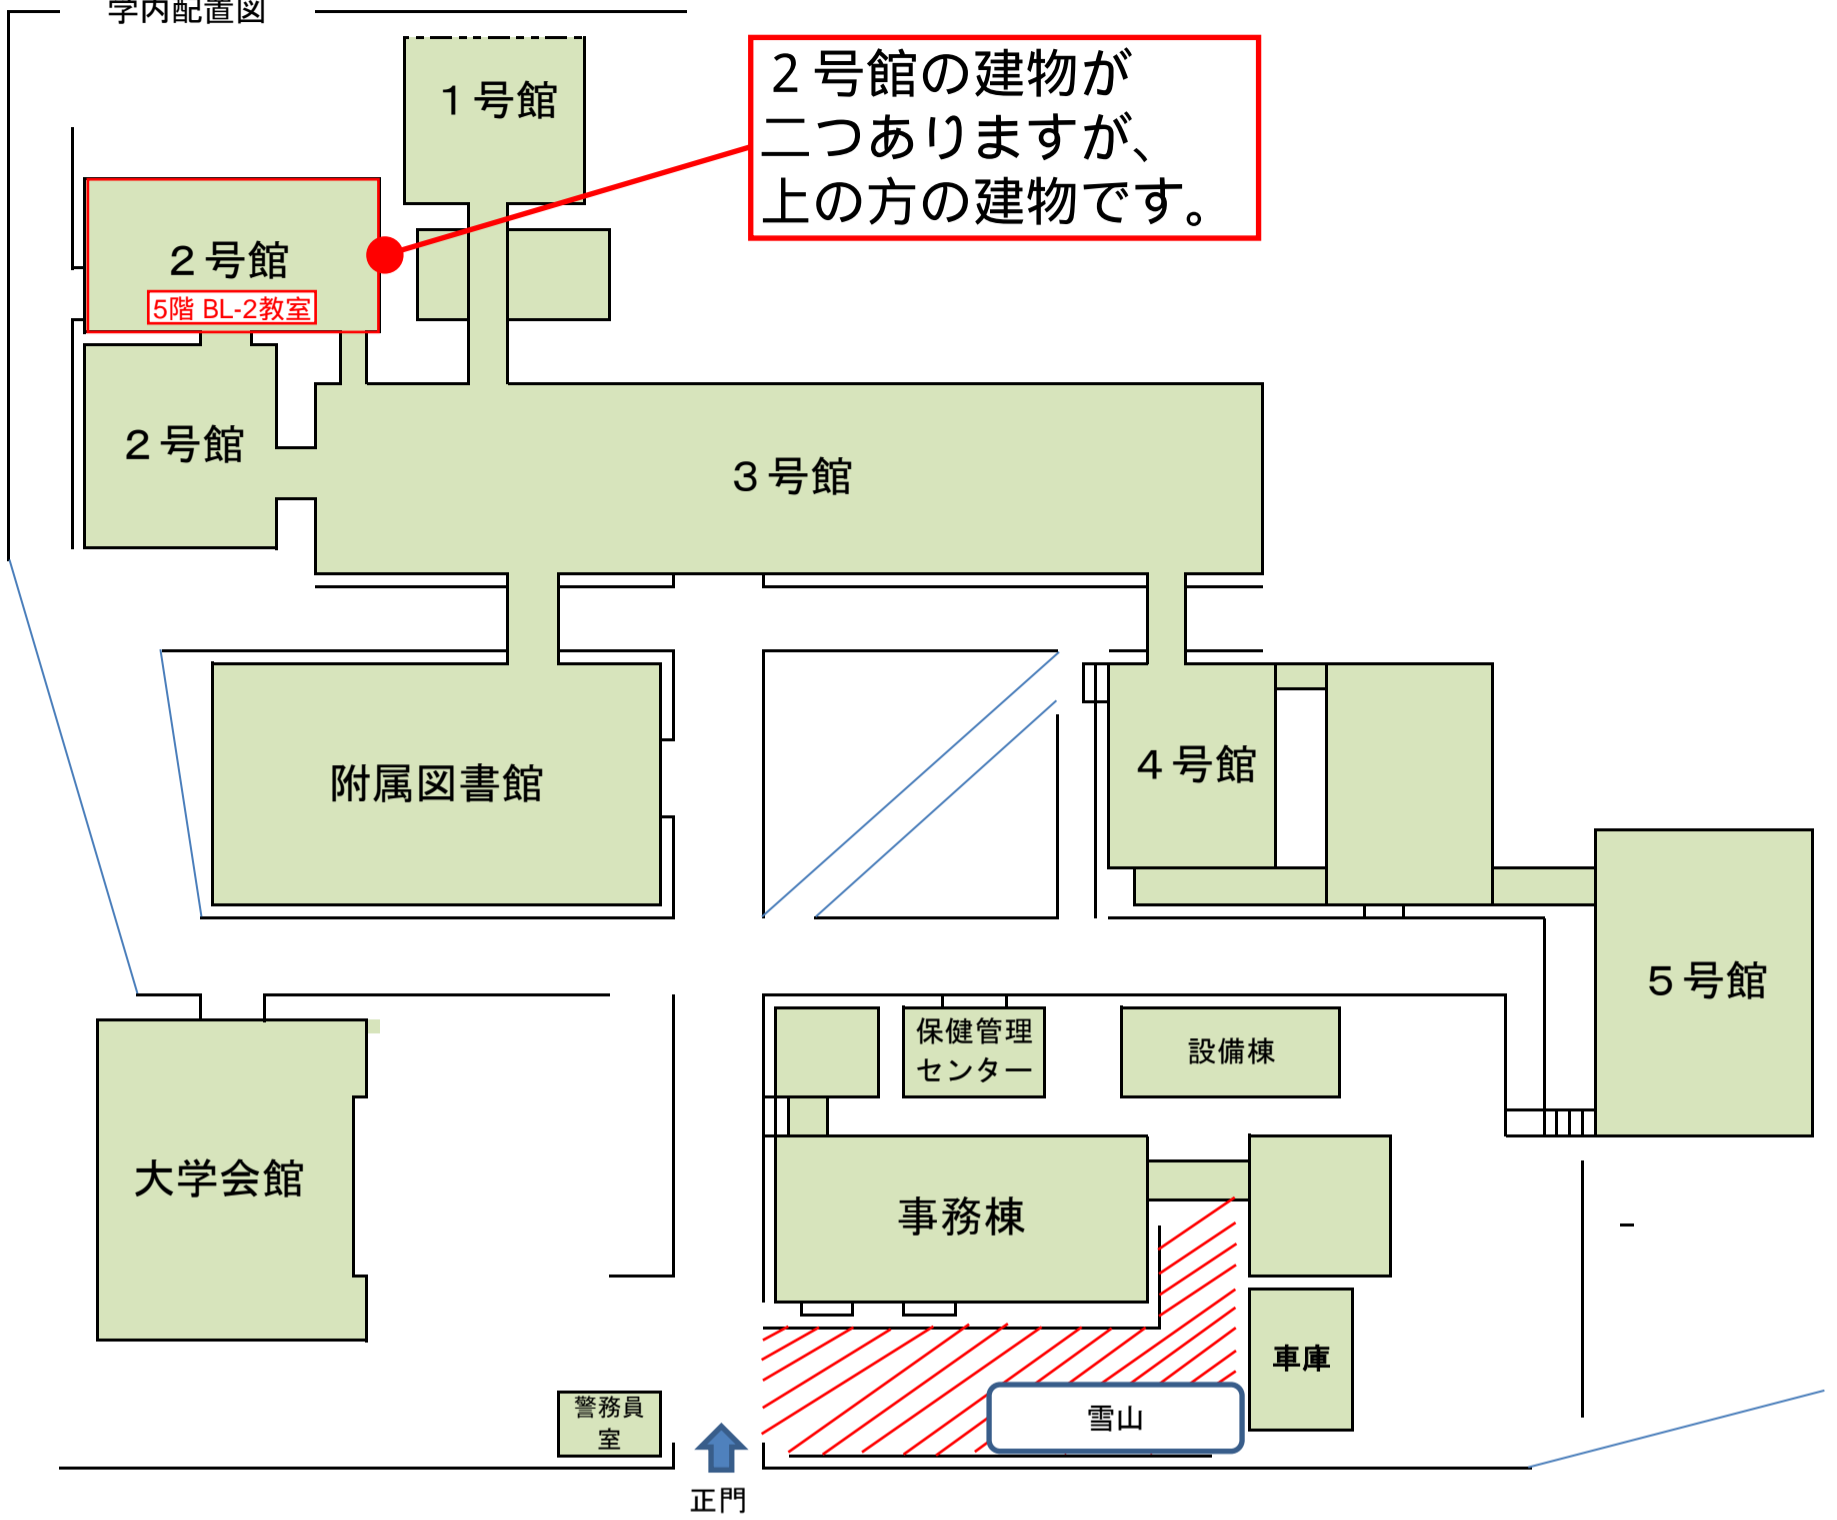 学内配置図
１号館
２号館の建物が
二つありますが、
上の方の建物です。
２号館
5階 BL-2教室
２号館
３号館
附属図書館
４号館
５号館
保健管理
センター
設備棟
大学会館
事務棟
車庫
警務員
室
雪山
正門